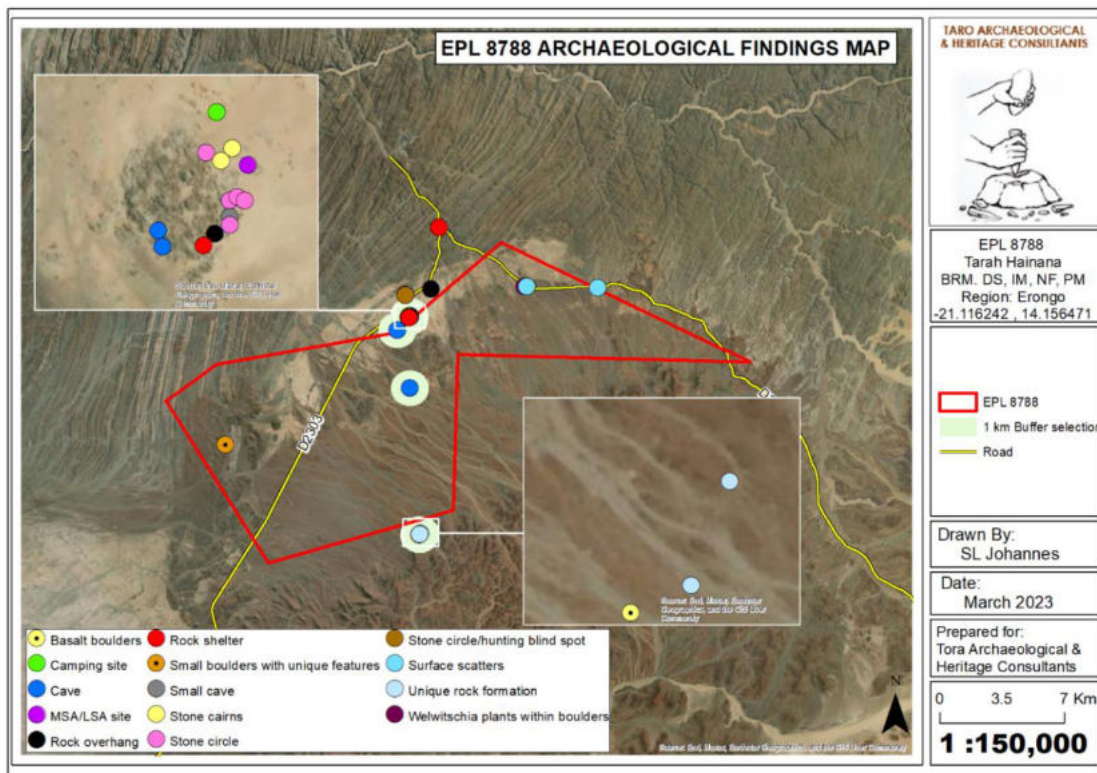 EPL 8788 ARCHAEOLOGICAL FINDINGS MAP
TARO ARCHAEOLOGICAL
& HERITAGE CONSULTANTS
EPL 8788
Tarah Hainana
BRM. DS, IM, NF, PM
Region: Erongo
-21.116242 , 14.156471
EPL 8788
1 km Buffer selection
Road
Drawn By:
SL Johannes
Date:
March 2023
Prepared for:
Tora Archaeological &
Heritage Consultants
0 3.5 7 Km
1 :150,000
N
D2303
Basalt boulders
Camping site
Cave
MSA/LSA site
Rock overhang
Rock shelter
Small boulders with unique features
Small cave
Stone cairns
Stone circle
Stone circle/hunting blind spot
Surface scatters
Unique rock formation
Welwitschia plants within boulders